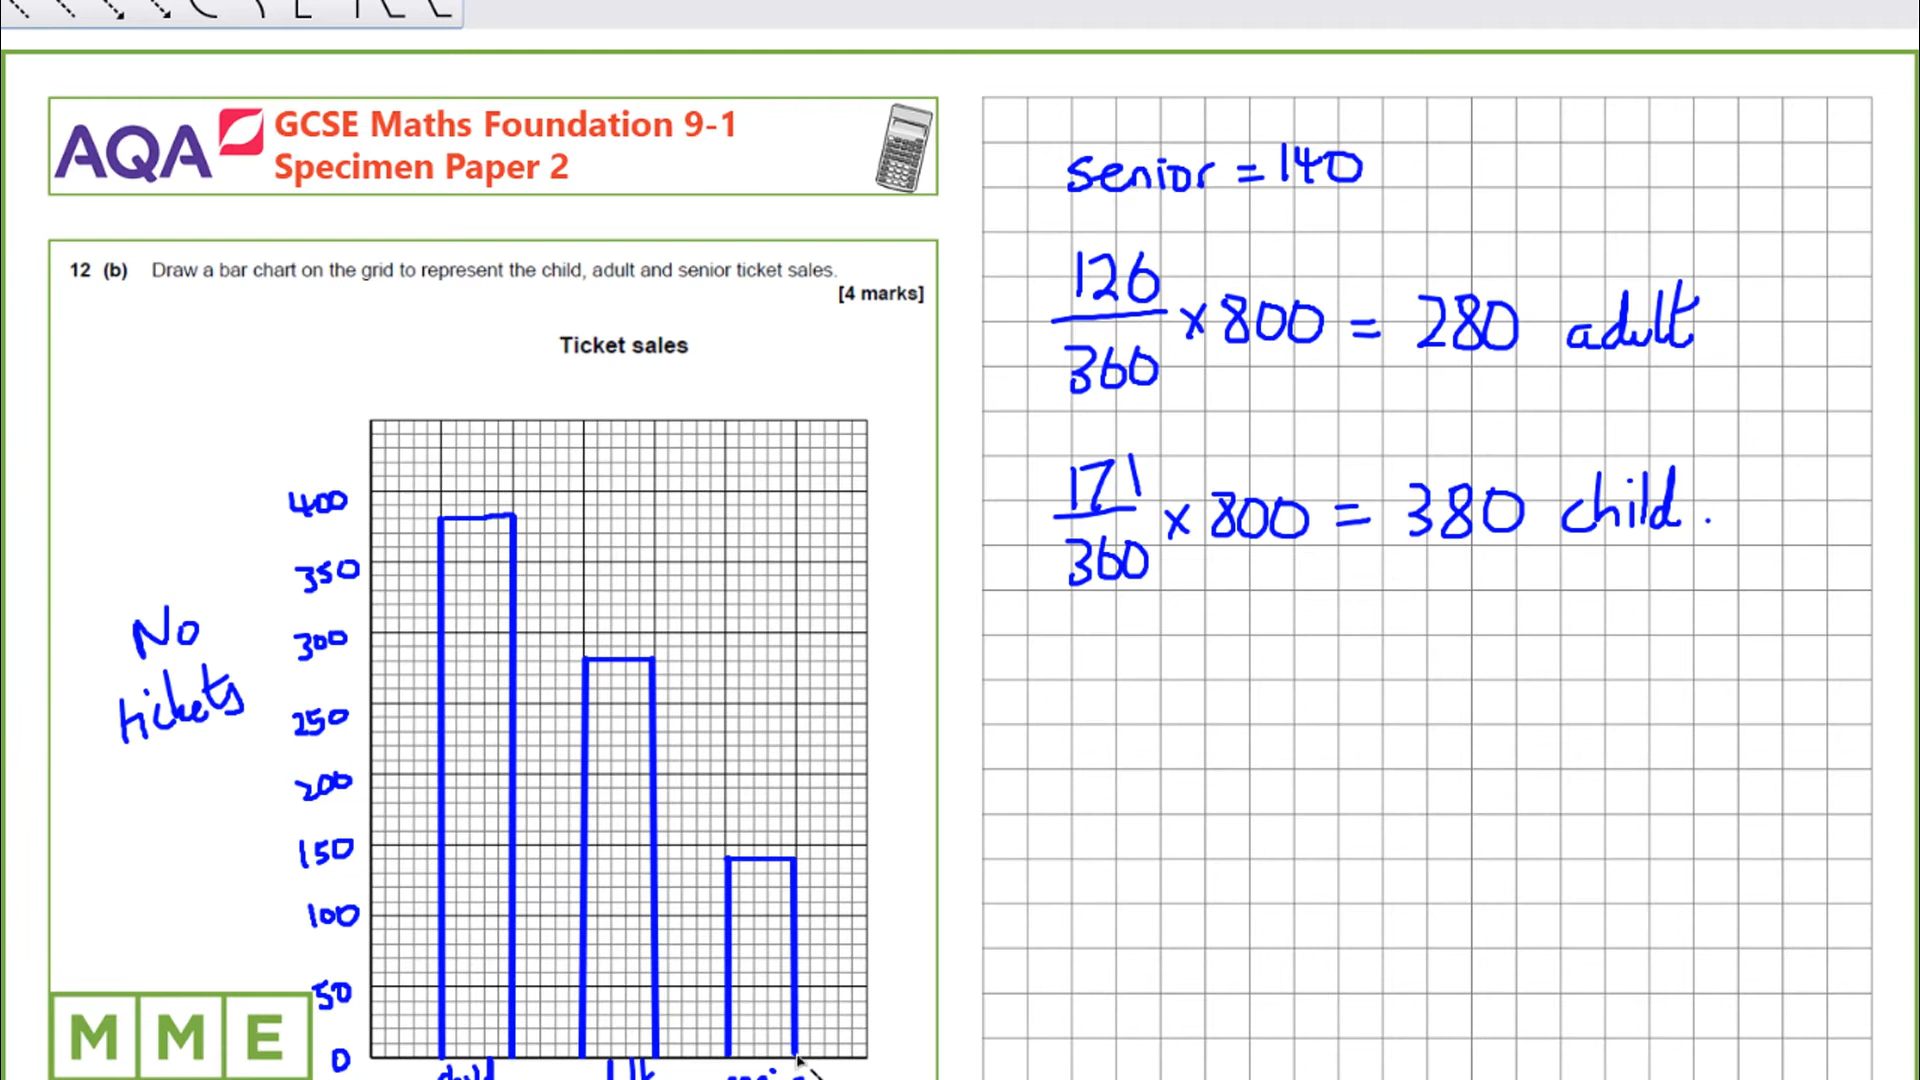 AQA
GCSE Maths Foundation 9-1
Specimen Paper 2
12 (b) Draw a bar chart on the grid to represent the child, adult and senior ticket sales.
[4 marks]
Ticket sales
400
350
300
250
200
150
100
50
0
No
tickets
MME
senior = 140
126
360
× 800 = 280 adult
171
360
× 800 = 380 child.